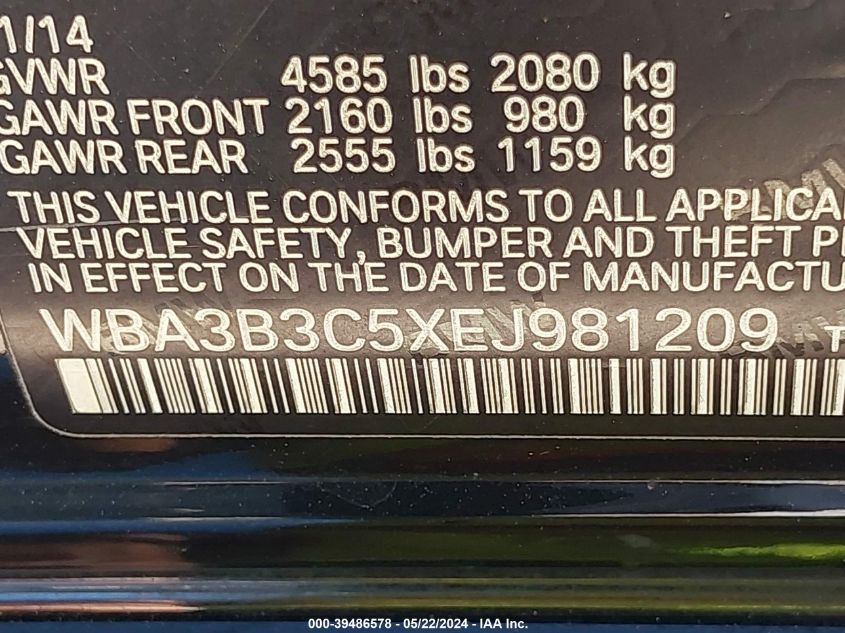 1/14
GVWR 4585 lbs 2080 kg
GAWR FRONT 2160 lbs 980 kg
GAWR REAR 2555 lbs 1159 kg
THIS VEHICLE CONFORMS TO ALL APPLICA
VEHICLE SAFETY, BUMPER AND THEFT P
IN EFFECT ON THE DATE OF MANUFACTU
WBA3B3C5XEJ981209 T
000-39486578 - 05/22/2024 - IAA Inc.